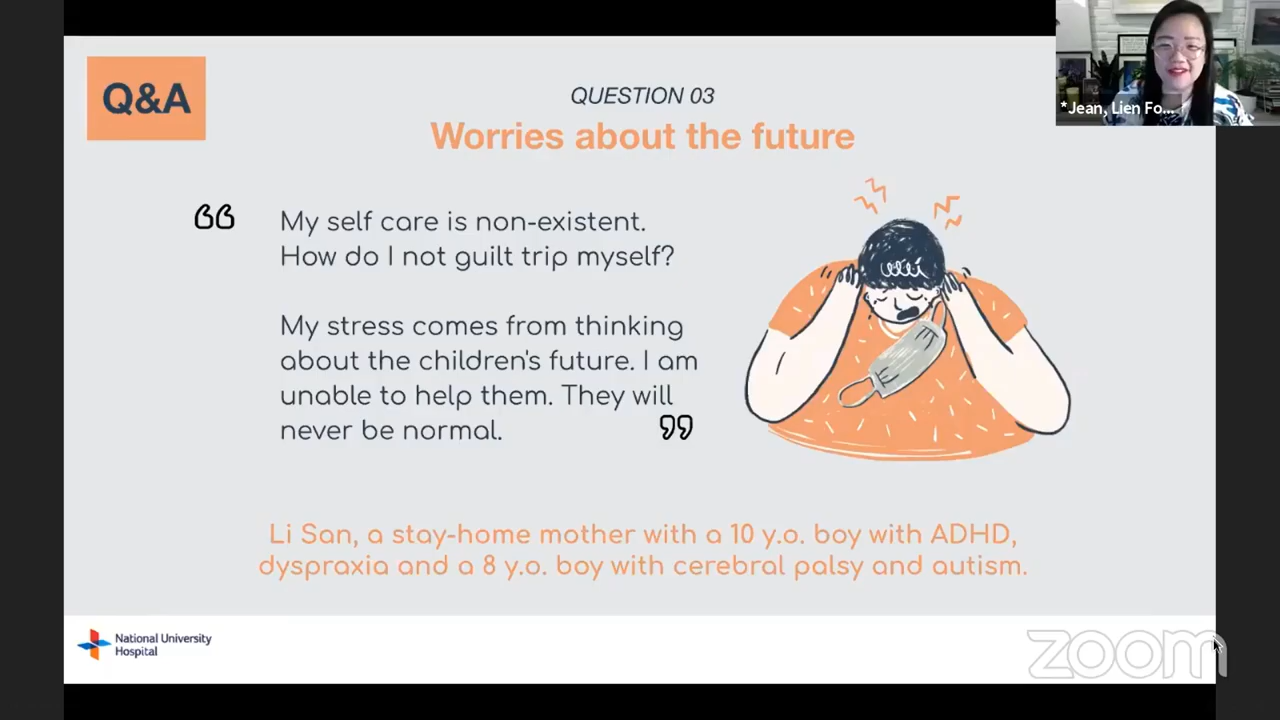 Q&A
QUESTION 03
Worries about the future
*Jean, Lien Fo...
“ My self care is non-existent.
How do I not guilt trip myself?
My stress comes from thinking
about the children's future. I am
unable to help them. They will
never be normal. ”
Li San, a stay-home mother with a 10 y.o. boy with ADHD,
dyspraxia and a 8 y.o. boy with cerebral palsy and autism.
National University
Hospital
zoom